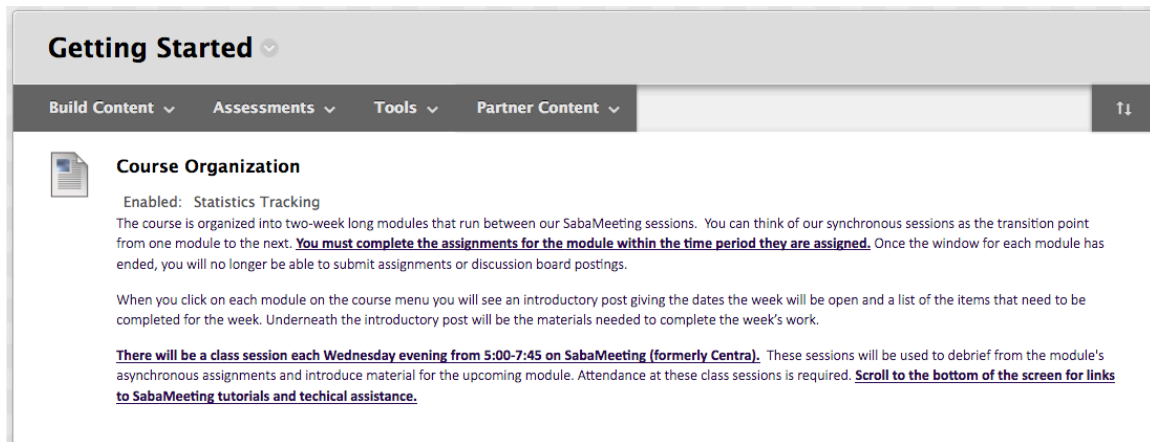 Getting Started
Build Content Assessments Tools Partner Content
Course Organization
Enabled: Statistics Tracking
The course is organized into two-week long modules that run between our SabaMeeting sessions. You can think of our synchronous sessions as the transition point
from one module to the next. You must complete the assignments for the module within the time period they are assigned. Once the window for each module has
ended, you will no longer be able to submit assignments or discussion board postings.
When you click on each module on the course menu you will see an introductory post giving the dates the week will be open and a list of the items that need to be
completed for the week. Underneath the introductory post will be the materials needed to complete the week's work.
There will be a class session each Wednesday evening from 5:00-7:45 on SabaMeeting (formerly Centra). These sessions will be used to debrief from the module's
asynchronous assignments and introduce material for the upcoming module. Attendance at these class sessions is required. Scroll to the bottom of the screen for links
to SabaMeeting tutorials and techical assistance.